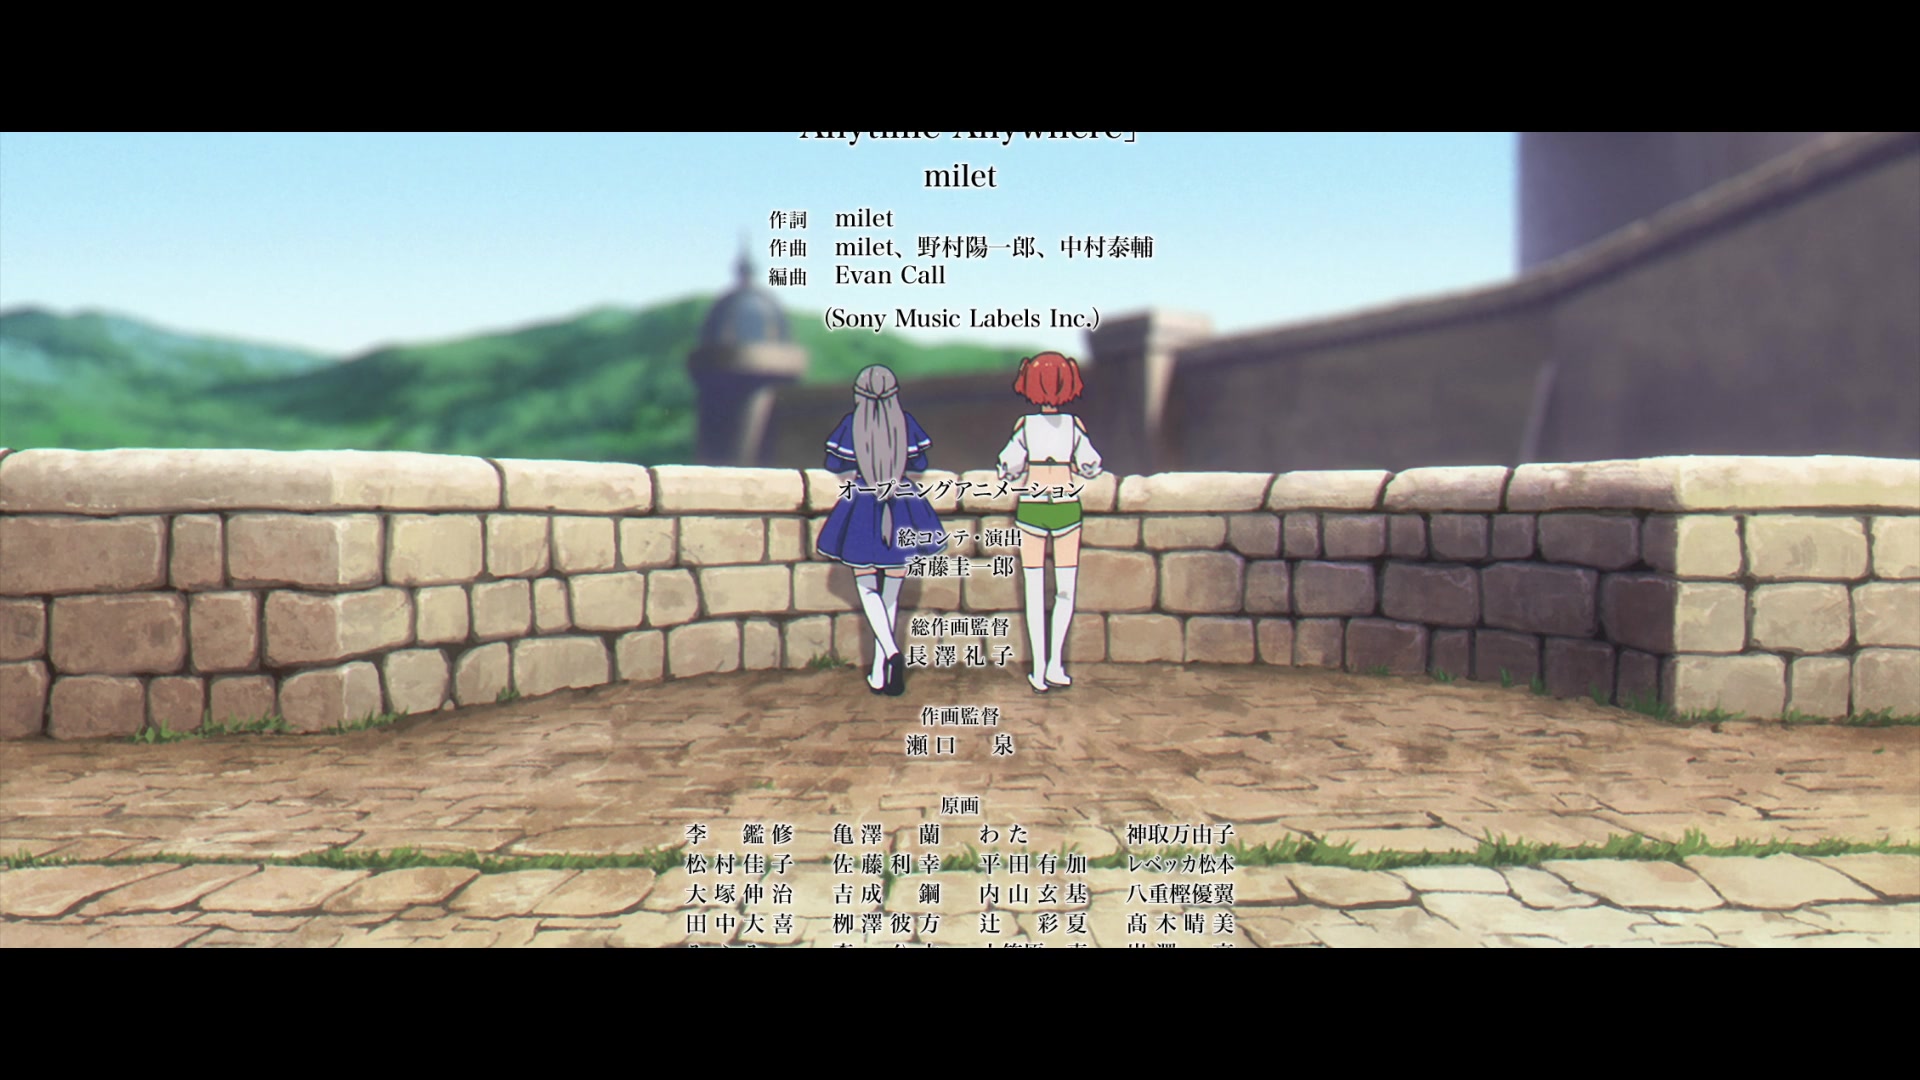 Anytime Anywhere」
milet
作詞 milet
作曲 milet、野村陽一郎、中村泰輔
編曲 Evan Call
(Sony Music Labels Inc.)
オープニングアニメーション
絵コンテ・演出
斎藤圭一郎
総作画監督
長澤礼子
作画監督
瀬口 泉
原画
李 鑑修 亀澤 蘭 わた 神取万由子
松村佳子 佐藤利幸 平田有加 レベッカ松本
大塚伸治 吉成 鋼 内山玄基 八重樫優翼
田中大喜 栁澤彼方 辻 彩夏 髙木晴美